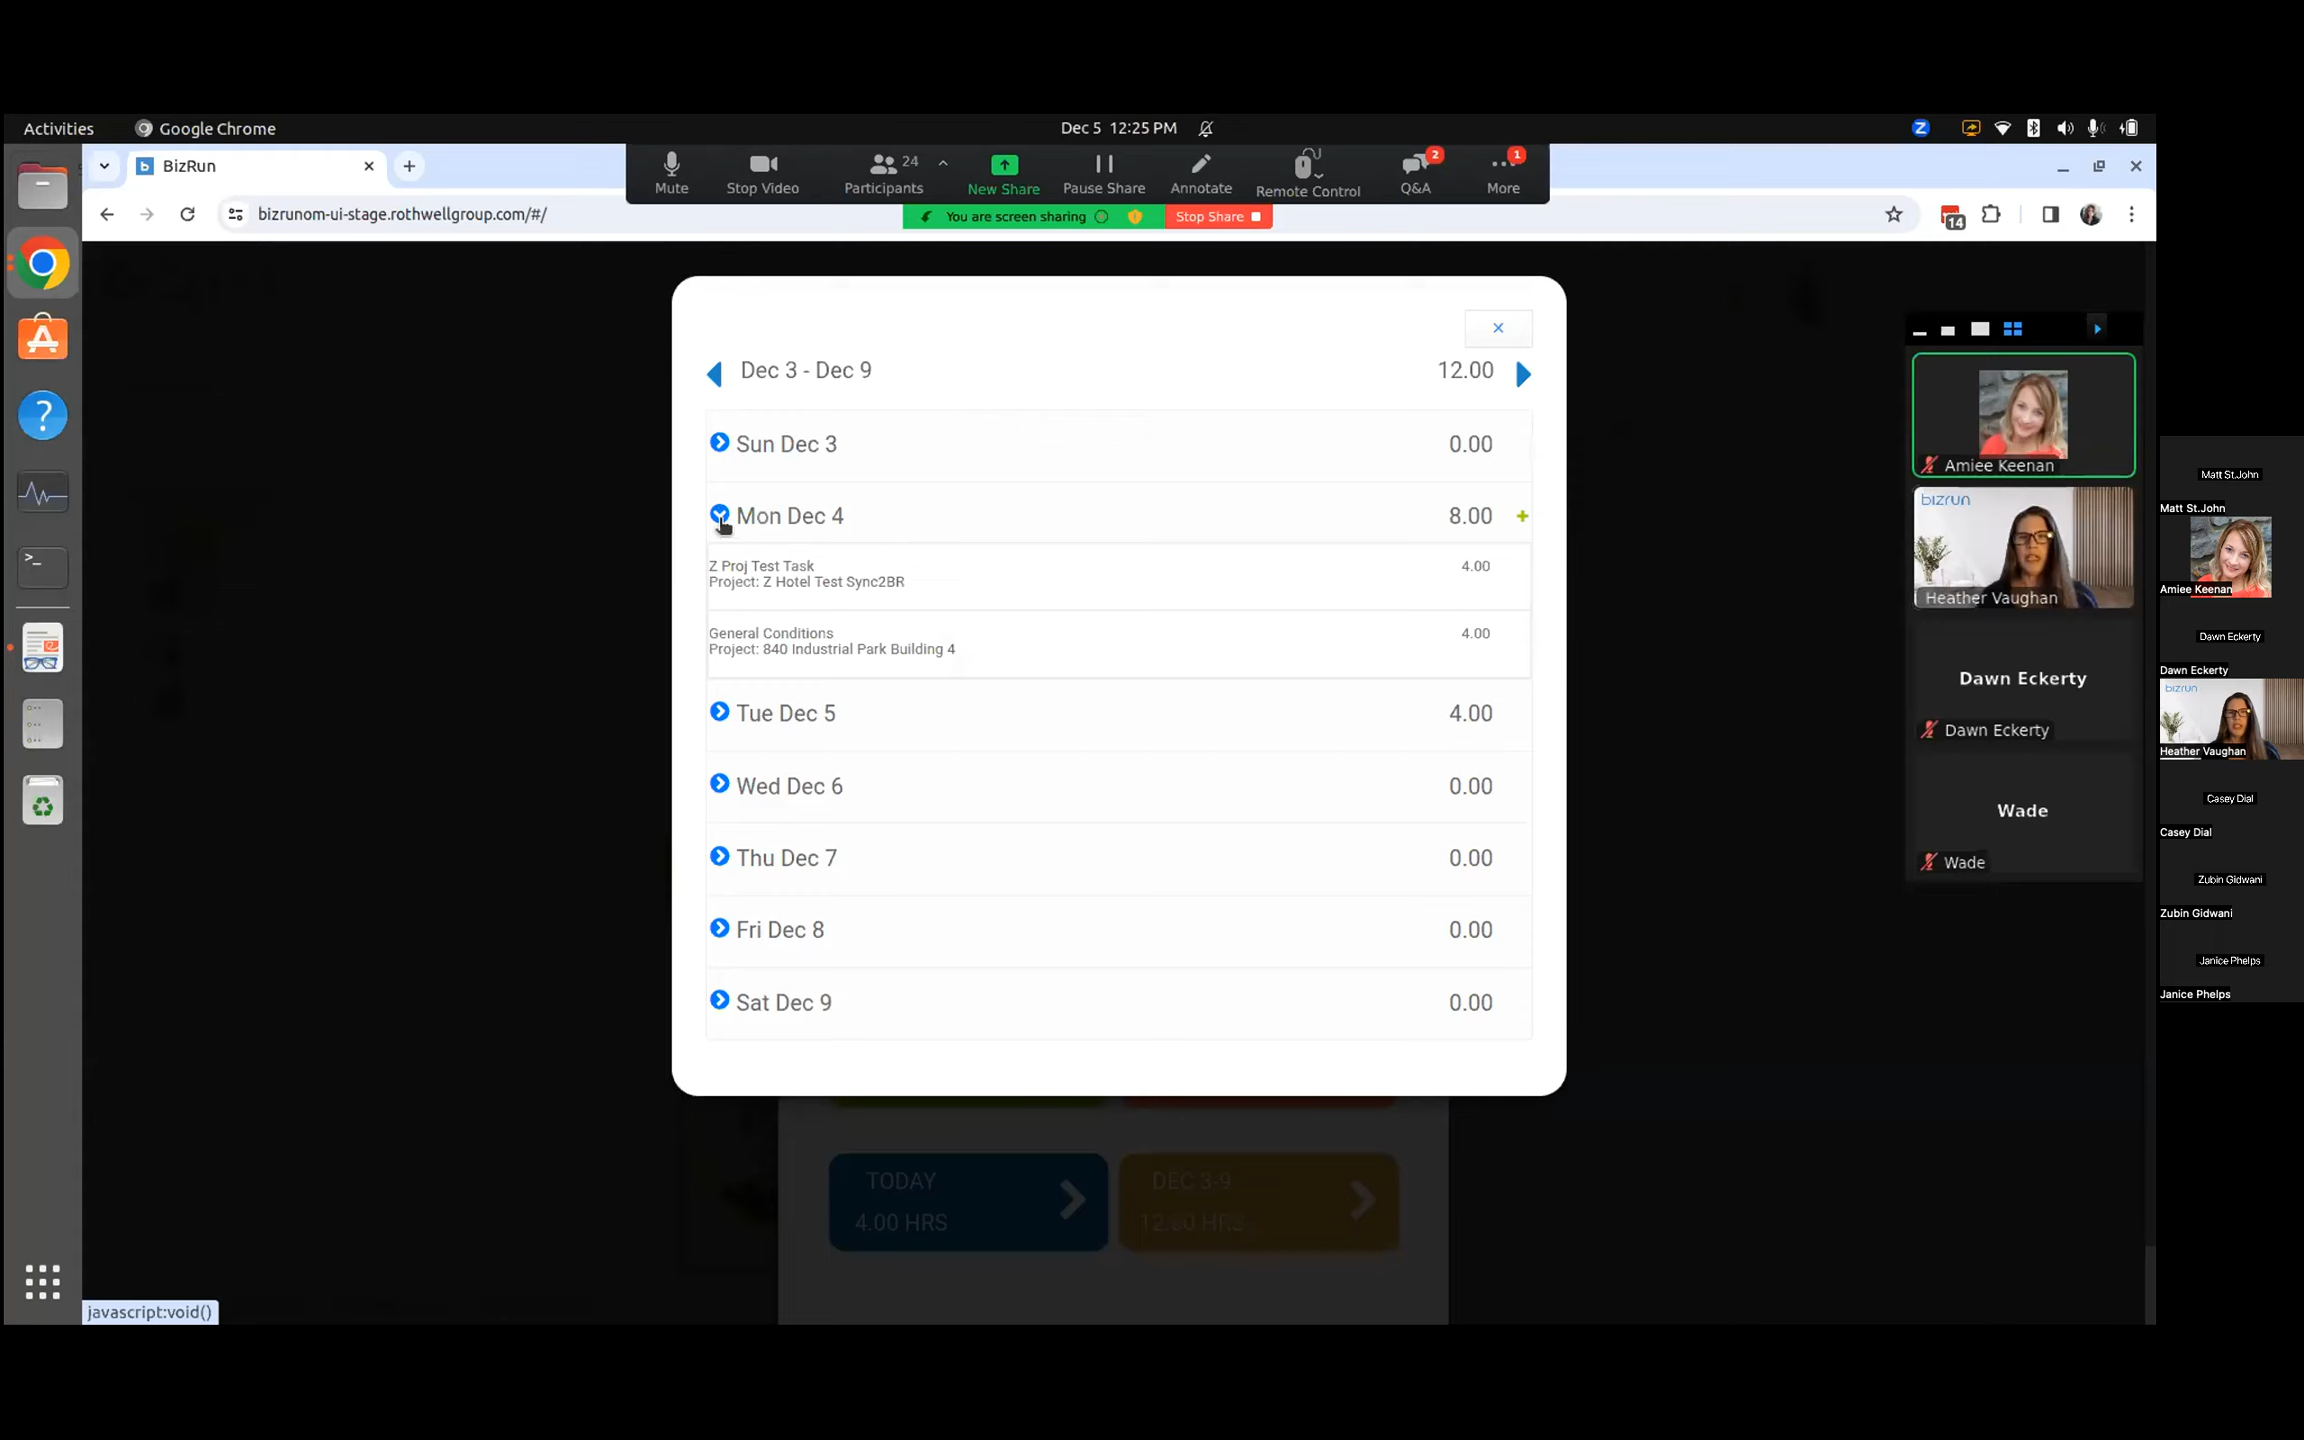 Activities
Google Chrome
Dec 5 12:25 PM
BizRun
Mute
Stop Video
24
Participants
New Share
Pause Share
Annotate
Remote Control
2
Q&A
1
More
bizrunom-ui-stage.rothwellgroup.com/#/
You are screen sharing
Stop Share
14
Dec 3 - Dec 9
12.00
Sun Dec 3
0.00
Mon Dec 4
8.00
Z Proj Test Task
4.00
Project: Z Hotel Test Sync2BR
General Conditions
4.00
Project: 840 Industrial Park Building 4
Tue Dec 5
4.00
Wed Dec 6
0.00
Thu Dec 7
0.00
Fri Dec 8
0.00
Sat Dec 9
0.00
TODAY
4.00 HRS
DEC 3-9
12.00 HRS
javascript:void()
Amiee Keenan
bizrun
Heather Vaughan
Dawn Eckerty
Dawn Eckerty
Wade
Wade
Matt St.John
Matt St.John
Amiee Keenan
Dawn Eckerty
Dawn Eckerty
bizrun
Heather Vaughan
Casey Dial
Casey Dial
Zubin Gidwani
Zubin Gidwani
Janice Phelps
Janice Phelps